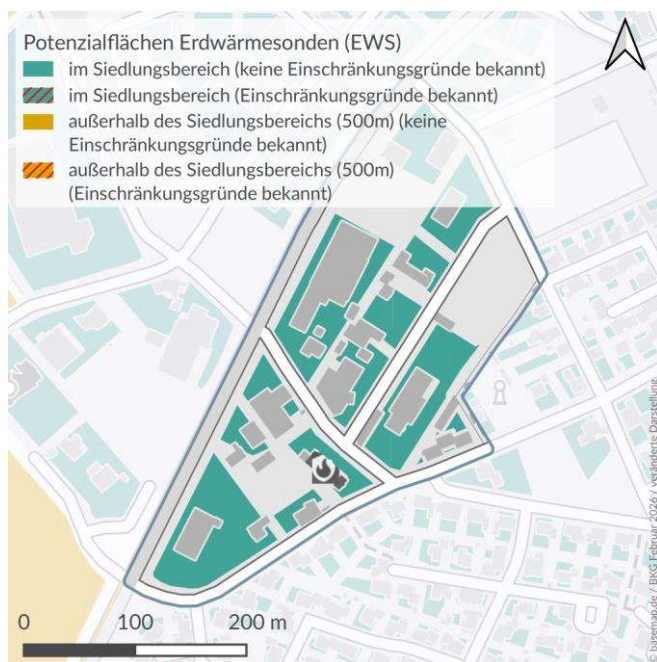 Potenzialflächen Erdwärmesonden (EWS)
im Siedlungsbereich (keine Einschränkungsgründe bekannt)
im Siedlungsbereich (Einschränkungsgründe bekannt)
außerhalb des Siedlungsbereichs (500m) (keine
Einschränkungsgründe bekannt)
außerhalb des Siedlungsbereichs (500m)
(Einschränkungsgründe bekannt)
© basemap.de / BKG Februar 2026 / veränderte Darstellung
0 100 200 m